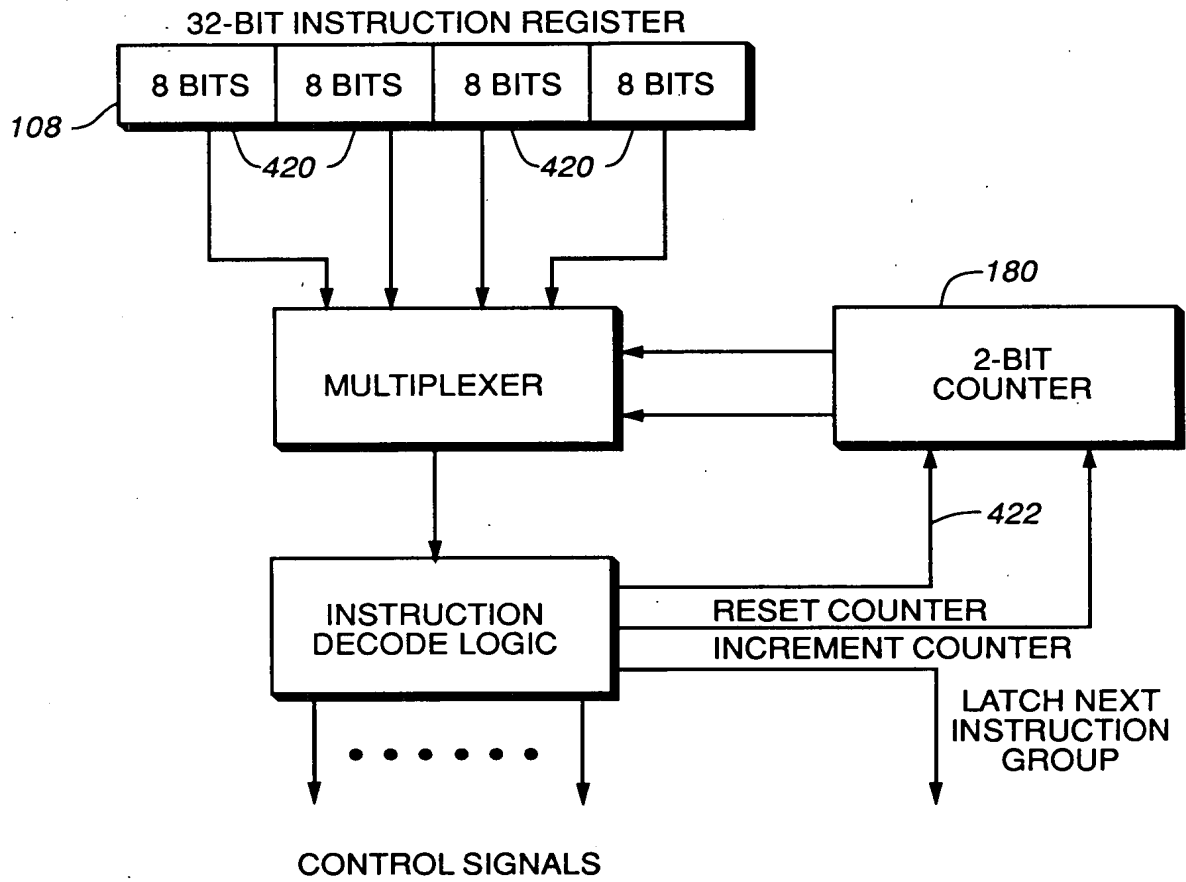 32-BIT INSTRUCTION REGISTER
8 BITS 8 BITS 8 BITS 8 BITS
108
420 420
180
MULTIPLEXER
2-BIT
COUNTER
422
INSTRUCTION
DECODE LOGIC
RESET COUNTER
INCREMENT COUNTER
LATCH NEXT
INSTRUCTION
GROUP
CONTROL SIGNALS